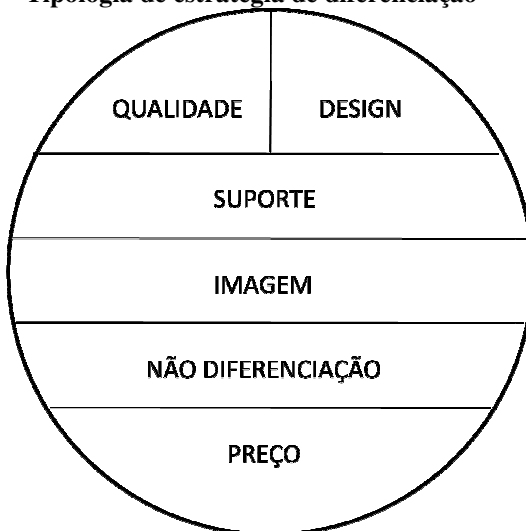 Tipologia de estratégia de diferenciação
QUALIDADE DESIGN
SUPORTE
IMAGEM
NÃO DIFERENCIAÇÃO
PREÇO